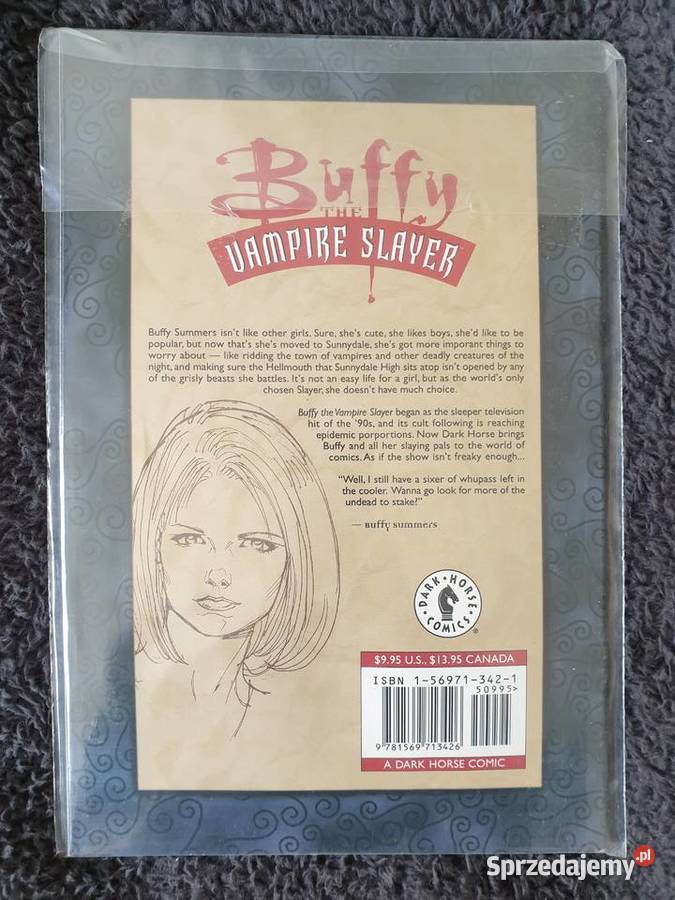 Buffy
THE
VAMPIRE SLAYER
Buffy Summers isn't like other girls. Sure, she's cute, she likes boys, she'd like to be
popular, but now that's she's moved to Sunnydale, she's got more imporant things to
worry about — like ridding the town of vampires and other deadly creatures of the
night, and making sure the Hellmouth that Sunnydale High sits atop isn't opened by any
of the grisly beasts she battles. It's not an easy life for a girl, but as the world's only
chosen Slayer, she doesn't have much choice.
Buffy the Vampire Slayer began as the sleeper television
hit of the '90s, and its cult following is reaching
epidemic porportions. Now Dark Horse brings
Buffy and all her slaying pals to the world of
comics. As if the show isn't freaky enough...
"Well, I still have a sixer of whupass left in
the cooler. Wanna go look for more of the
undead to stake?"
— Buffy summers
DARK • HORSE
COMICS
®
$9.95 U.S., $13.95 CANADA
ISBN 1-56971-342-1
50995>
9 781569 713426
A DARK HORSE COMIC
Sprzedajemy.pl